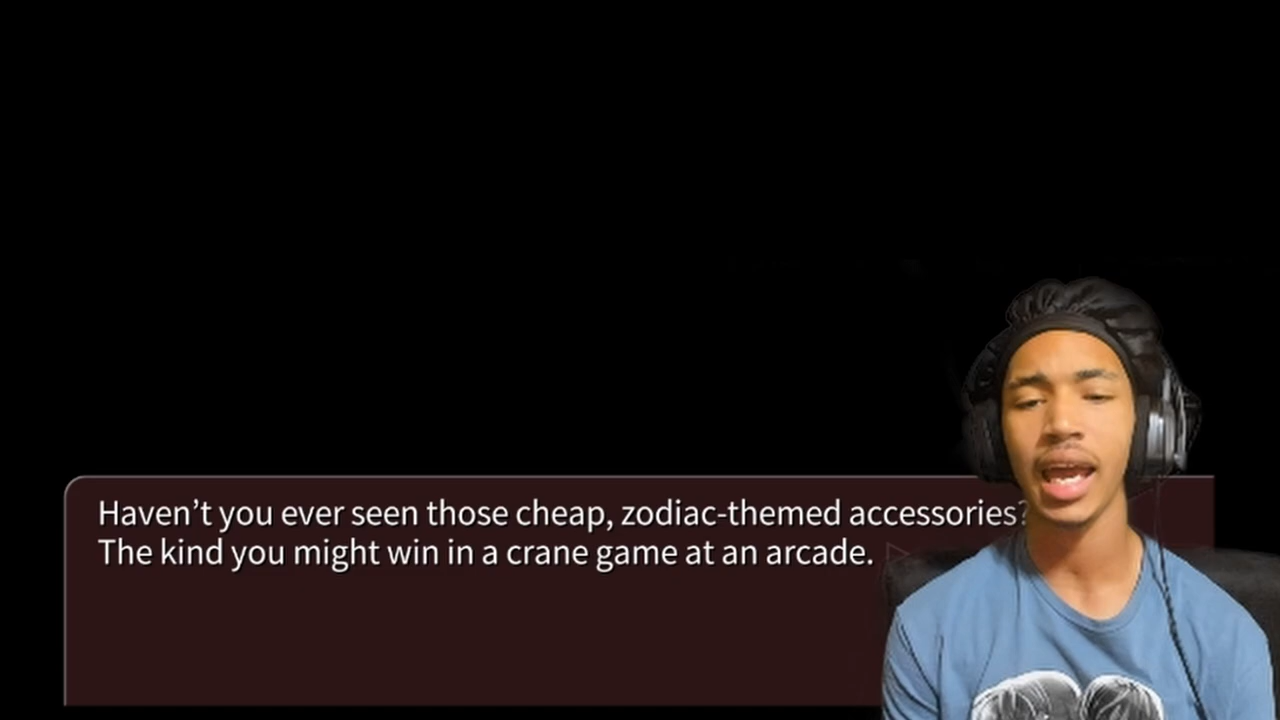 Haven’t you ever seen those cheap, zodiac-themed accessories?
The kind you might win in a crane game at an arcade.